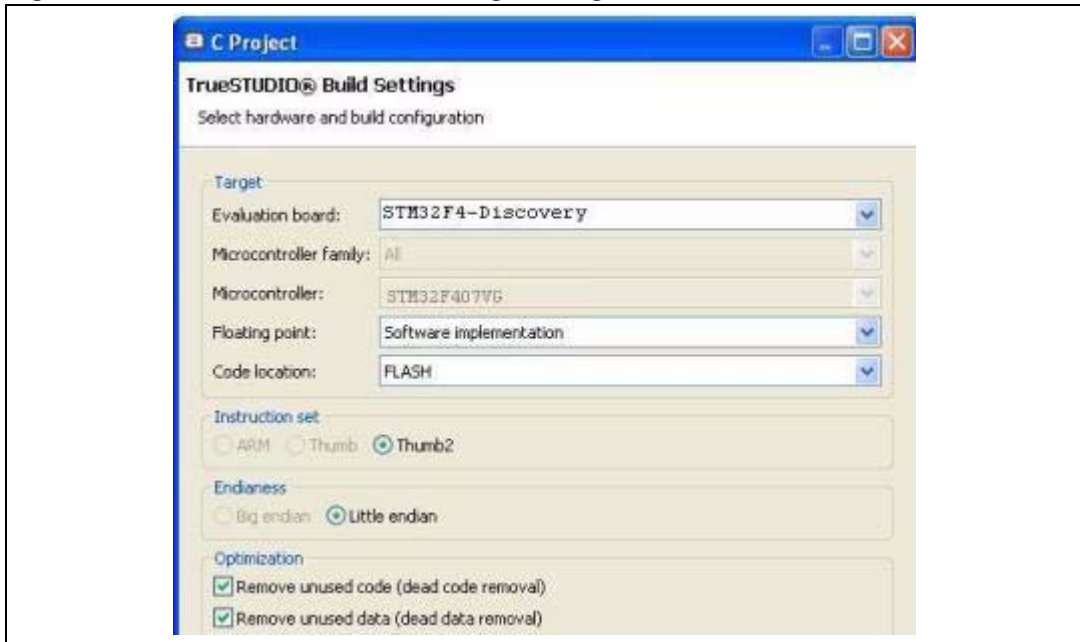 C Project
TrueSTUDIO® Build Settings
Select hardware and build configuration
Target
Evaluation board: STM32F4-Discovery
Microcontroller family: All
Microcontroller: STM32F407VG
Floating point: Software implementation
Code location: FLASH
Instruction set
ARM Thumb Thumb2
Endianess
Big endian Little endian
Optimization
Remove unused code (dead code removal)
Remove unused data (dead data removal)